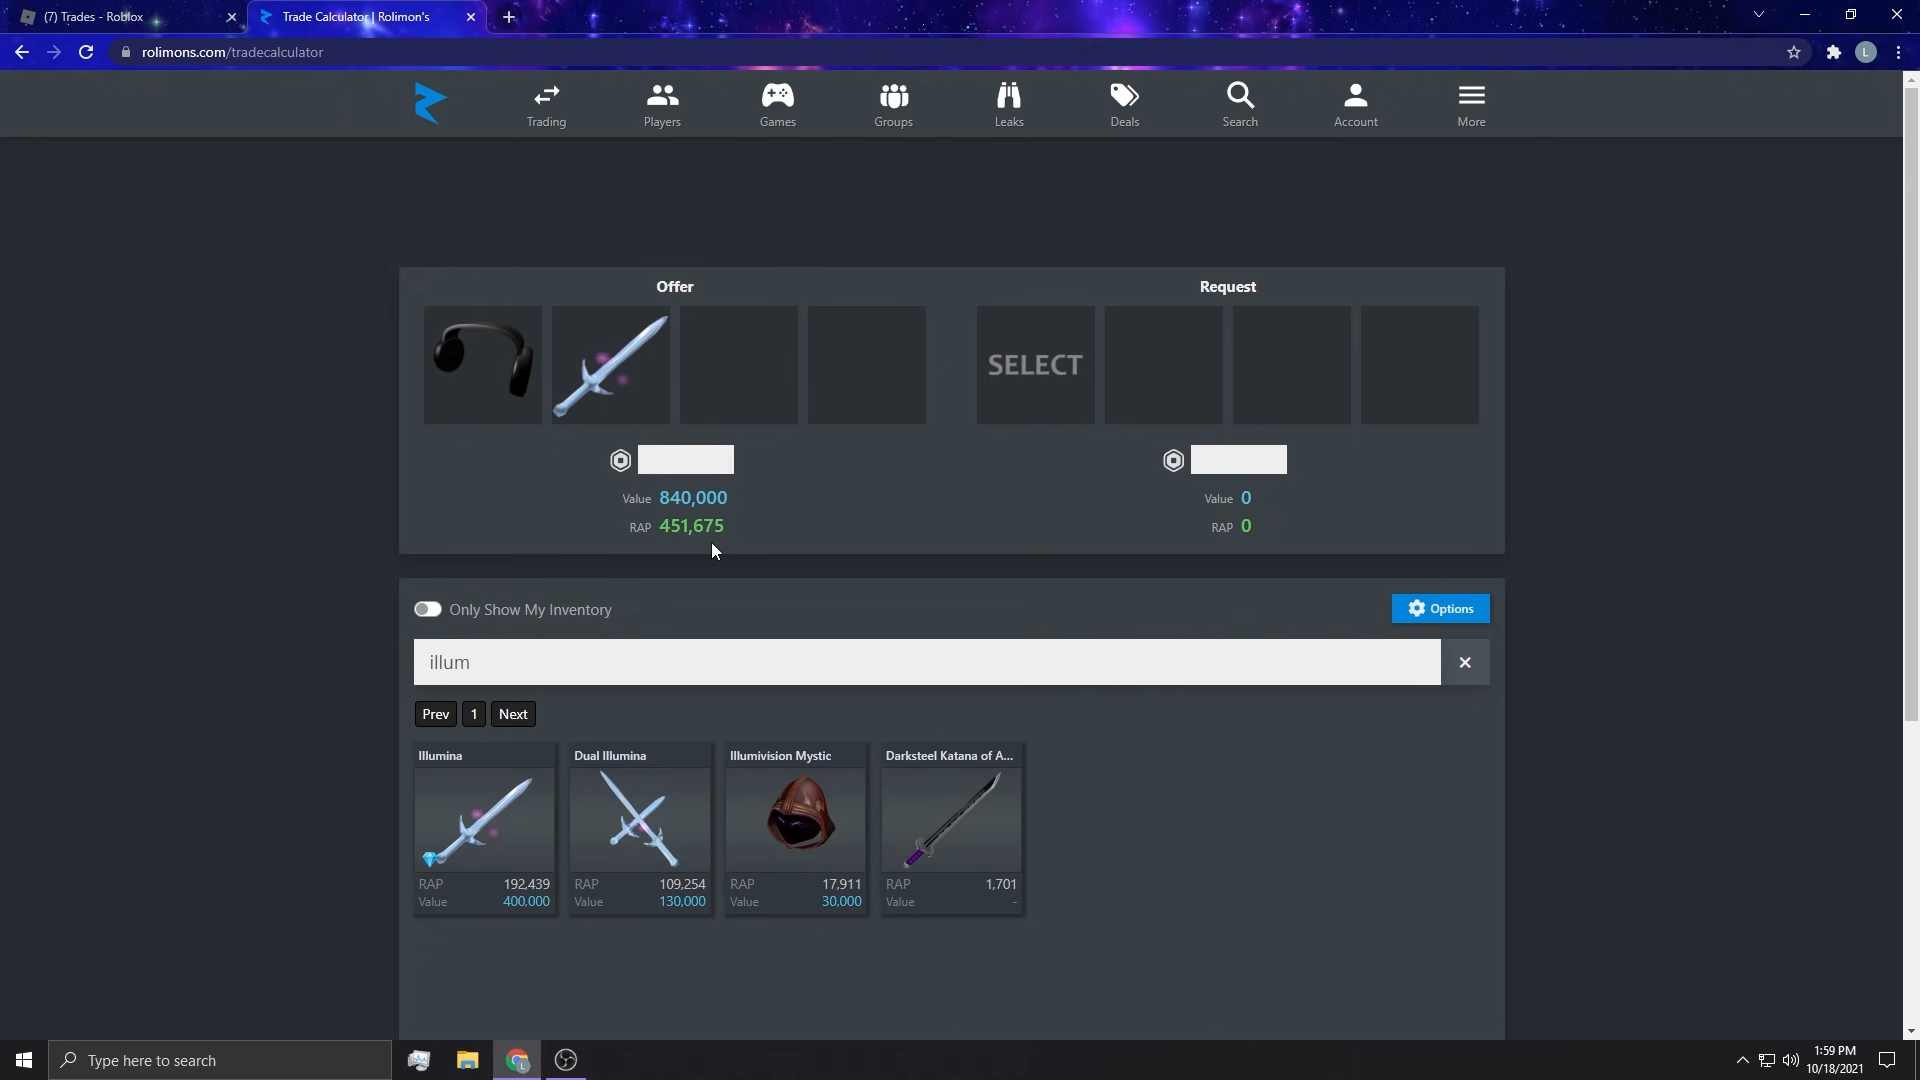 (7) Trades - Roblox
Trade Calculator | Rolimon's
rolimons.com/tradecalculator
L
Trading
Players
Games
Groups
Leaks
Deals
Search
Account
More
Offer
Request
SELECT
Value 840,000
RAP 451,675
Value 0
RAP 0
Only Show My Inventory
Options
illum
Prev 1 Next
Illumina
RAP 192,439
Value 400,000
Dual Illumina
RAP 109,254
Value 130,000
Illumivision Mystic
RAP 17,911
Value 30,000
Darksteel Katana of A...
RAP 1,701
Value -
Type here to search
L
1:59 PM
10/18/2021